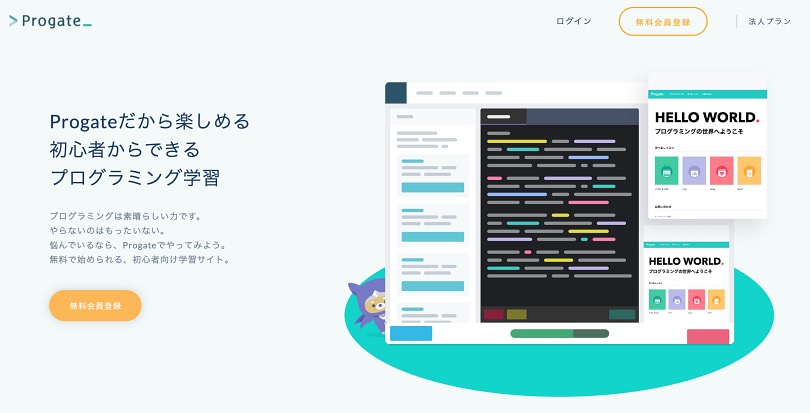 Progate
ログイン
無料会員登録
法人プラン
Progateだから楽しめる
初心者からできる
プログラミング学習
プログラミングは素晴らしい力です。
やらないのはもったいない。
悩んでいるなら、Progateでやってみよう。
無料で始められる、初心者向け学習サイト。
無料会員登録
Progate
HELLO WORLD.
プログラミングの世界へようこそ
HELLO WORLD.
プログラミングの世界へようこそ